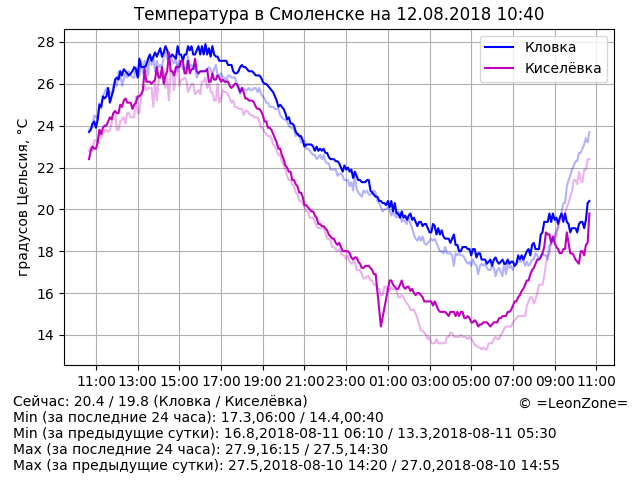 Температура в Смоленске на 12.08.2018 10:40
Кловка
Киселёвка
градусов Цельсия, °C
28
26
24
22
20
18
16
14
11:00 13:00 15:00 17:00 19:00 21:00 23:00 01:00 03:00 05:00 07:00 09:00 11:00
Сейчас: 20.4 / 19.8 (Кловка / Киселёвка)
© =LeonZone=
Min (за последние 24 часа): 17.3,06:00 / 14.4,00:40
Min (за предыдущие сутки): 16.8,2018-08-11 06:10 / 13.3,2018-08-11 05:30
Max (за последние 24 часа): 27.9,16:15 / 27.5,14:30
Max (за предыдущие сутки): 27.5,2018-08-10 14:20 / 27.0,2018-08-10 14:55